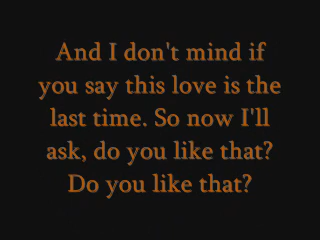 And I don't mind if
you say this love is the
last time. So now I'll
ask, do you like that?
Do you like that?